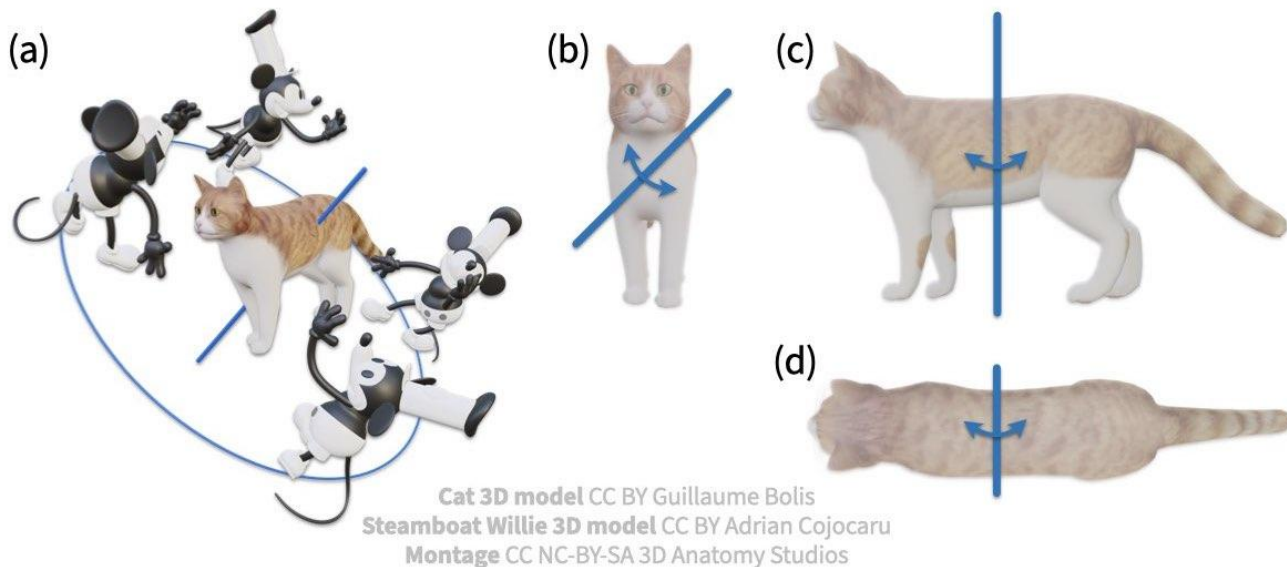 (a)
(b)
(c)
(d)
Cat 3D model CC BY Guillaume Bolis
Steamboat Willie 3D model CC BY Adrian Cojocaru
Montage CC NC-BY-SA 3D Anatomy Studios